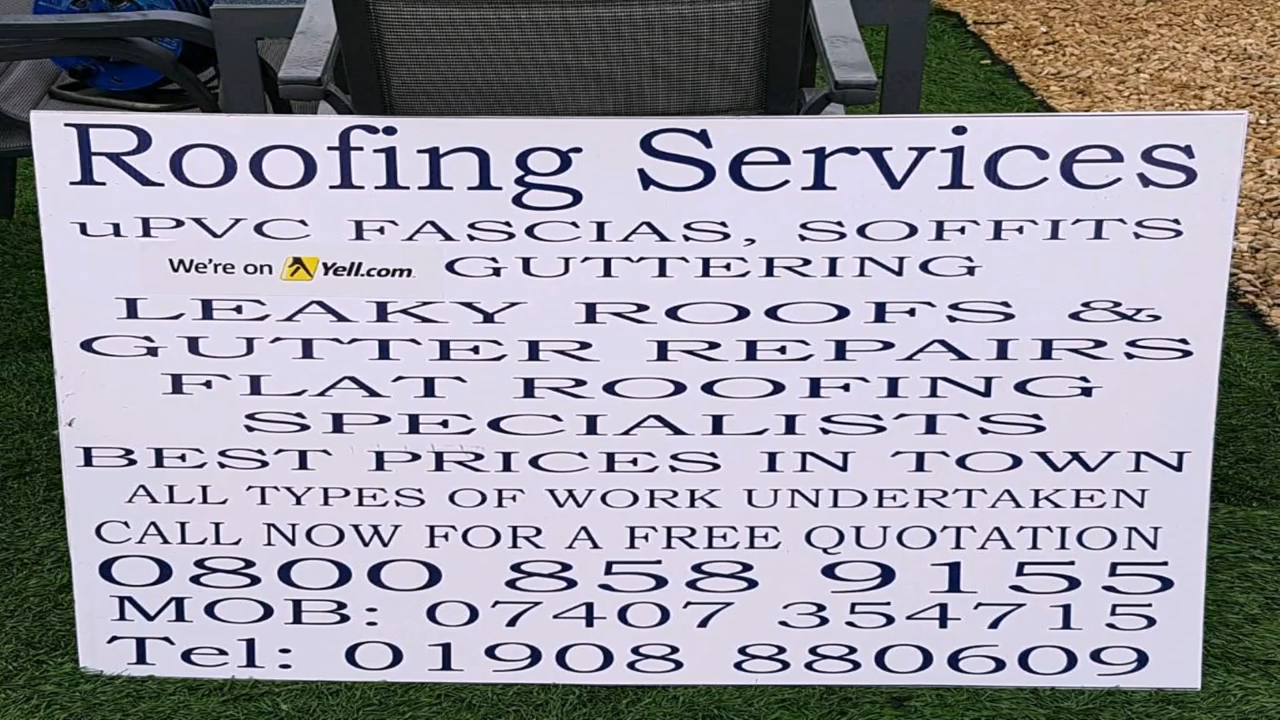 Roofing Services
uPVC FASCIAS, SOFFITS
We're on Yell.com GUTTERING
LEAKY ROOFS &
GUTTER REPAIRS
FLAT ROOFING
SPECIALISTS
BEST PRICES IN TOWN
ALL TYPES OF WORK UNDERTAKEN
CALL NOW FOR A FREE QUOTATION
0800 858 9155
MOB: 07407 354715
Tel: 01908 880609